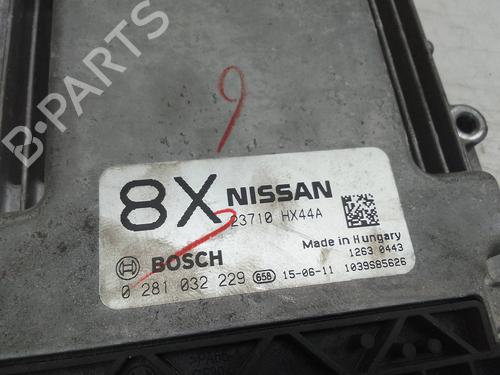 B-PARTS
9
8X NISSAN
23710 HX44A
Made in Hungary
BOSCH
1263 0443
0 281 032 229 658 15-06-11 1039S85626